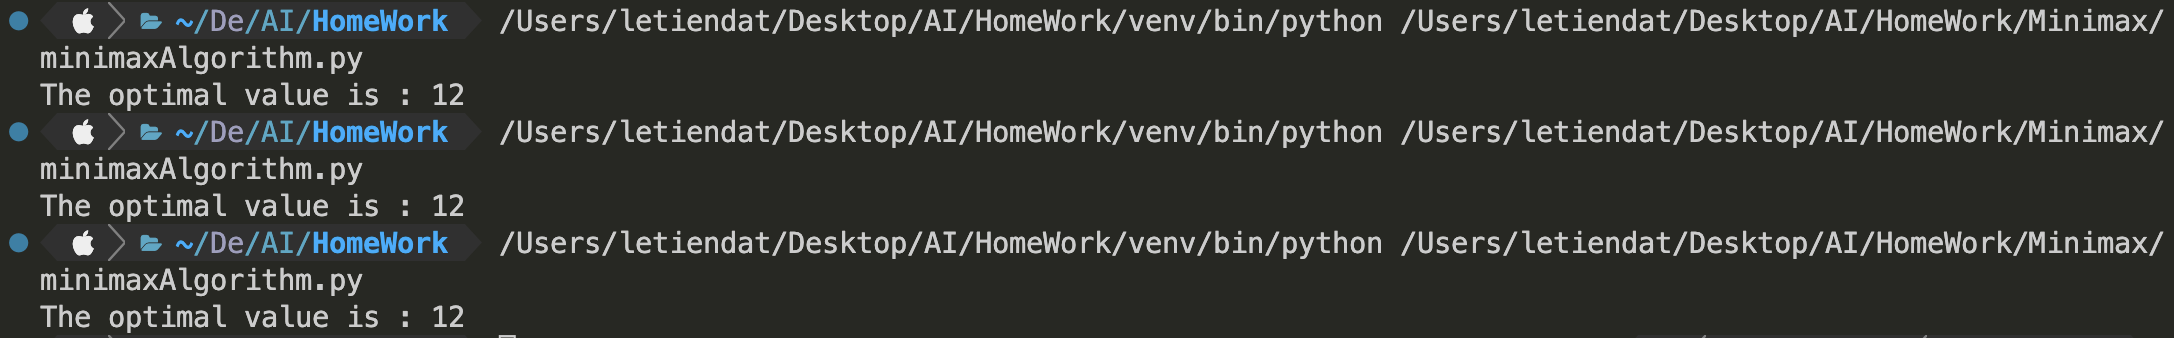 ~/De/AI/HomeWork /Users/letiendat/Desktop/AI/HomeWork/venv/bin/python /Users/letiendat/Desktop/AI/HomeWork/Minimax/
minimaxAlgorithm.py
The optimal value is : 12
~/De/AI/HomeWork /Users/letiendat/Desktop/AI/HomeWork/venv/bin/python /Users/letiendat/Desktop/AI/HomeWork/Minimax/
minimaxAlgorithm.py
The optimal value is : 12
~/De/AI/HomeWork /Users/letiendat/Desktop/AI/HomeWork/venv/bin/python /Users/letiendat/Desktop/AI/HomeWork/Minimax/
minimaxAlgorithm.py
The optimal value is : 12